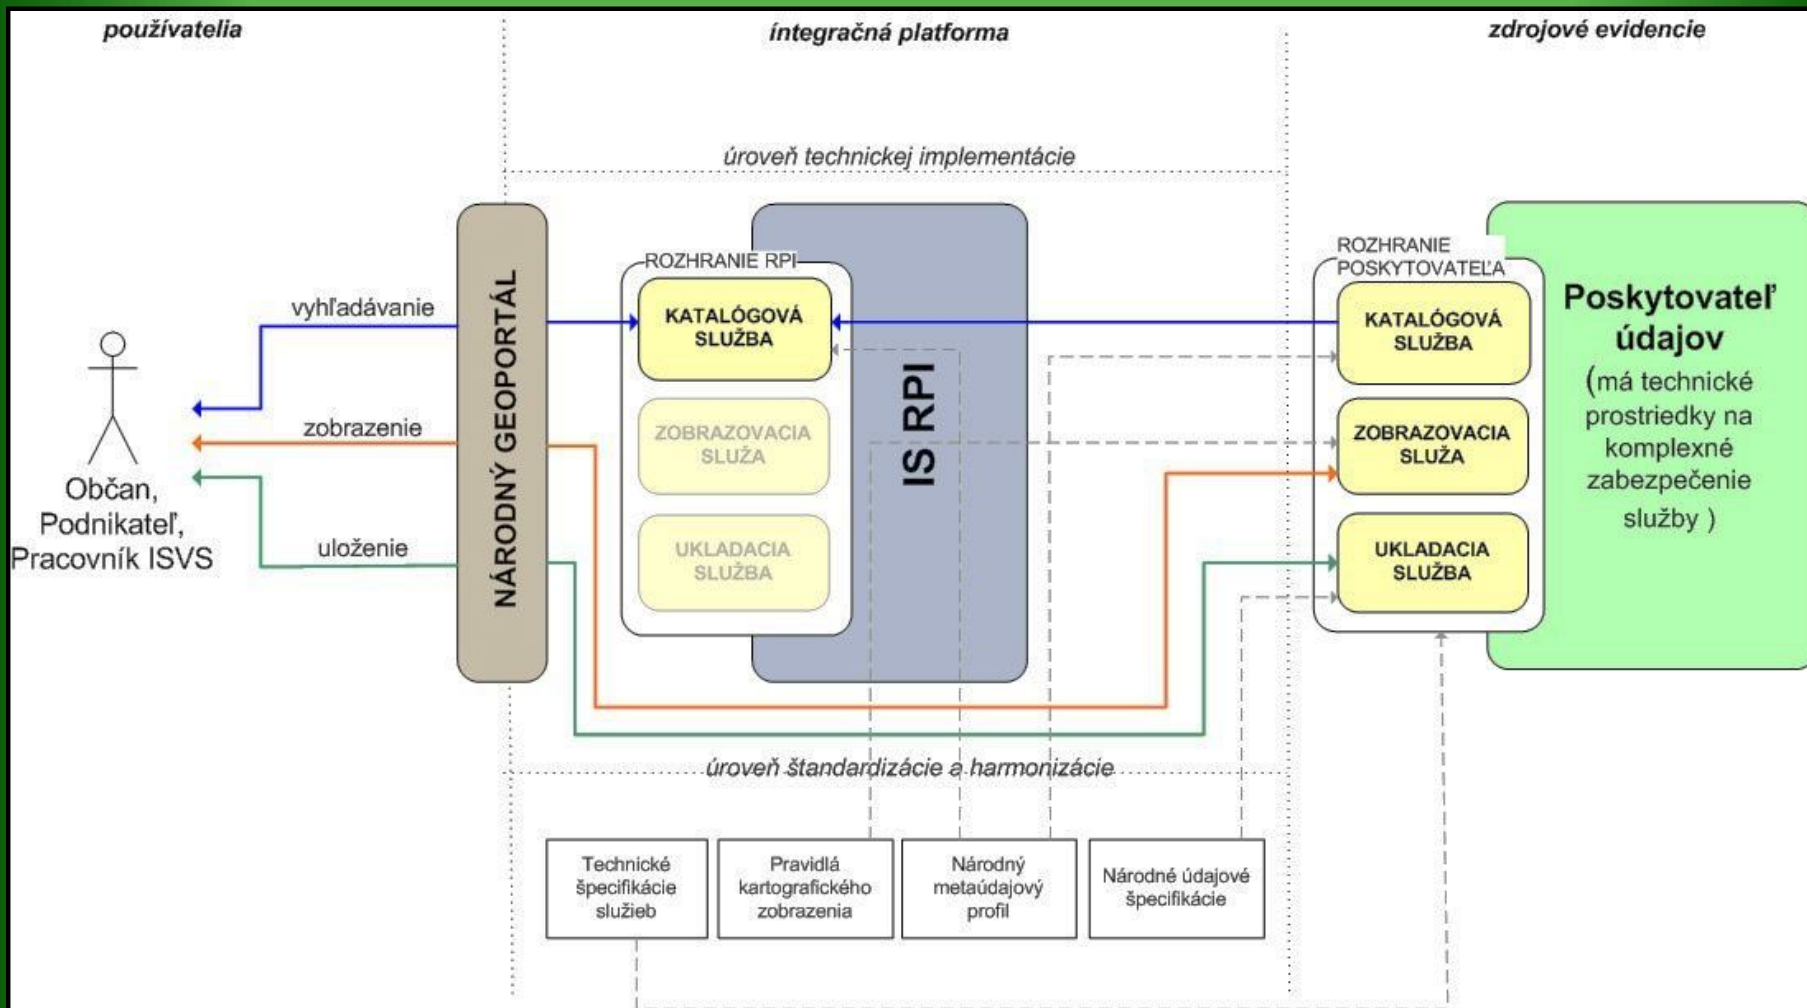 používatelia
íntegračná platforma
zdrojové evidencie
úroveň technickej implementácie
vyhľadávanie
zobrazenie
uloženie
Občan,
Podnikateľ,
Pracovník ISVS
NÁRODNÝ GEOPORTÁL
ROZHRANIE RPI
KATALÓGOVÁ
SLUŽBA
ZOBRAZOVACIA
SLUŽA
UKLADACIA
SLUŽBA
IS RPI
ROZHRANIE
POSKYTOVATEĽA
KATALÓGOVÁ
SLUŽBA
ZOBRAZOVACIA
SLUŽA
UKLADACIA
SLUŽBA
Poskytovateľ
údajov
(má technické
prostriedky na
komplexné
zabezpečenie
služby )
úroveň štandardizácie a harmonizácie
Technické
špecifikácie
služieb
Pravidlá
kartografického
zobrazenia
Národný
metaúdajový
profil
Národné údajové
špecifikácie